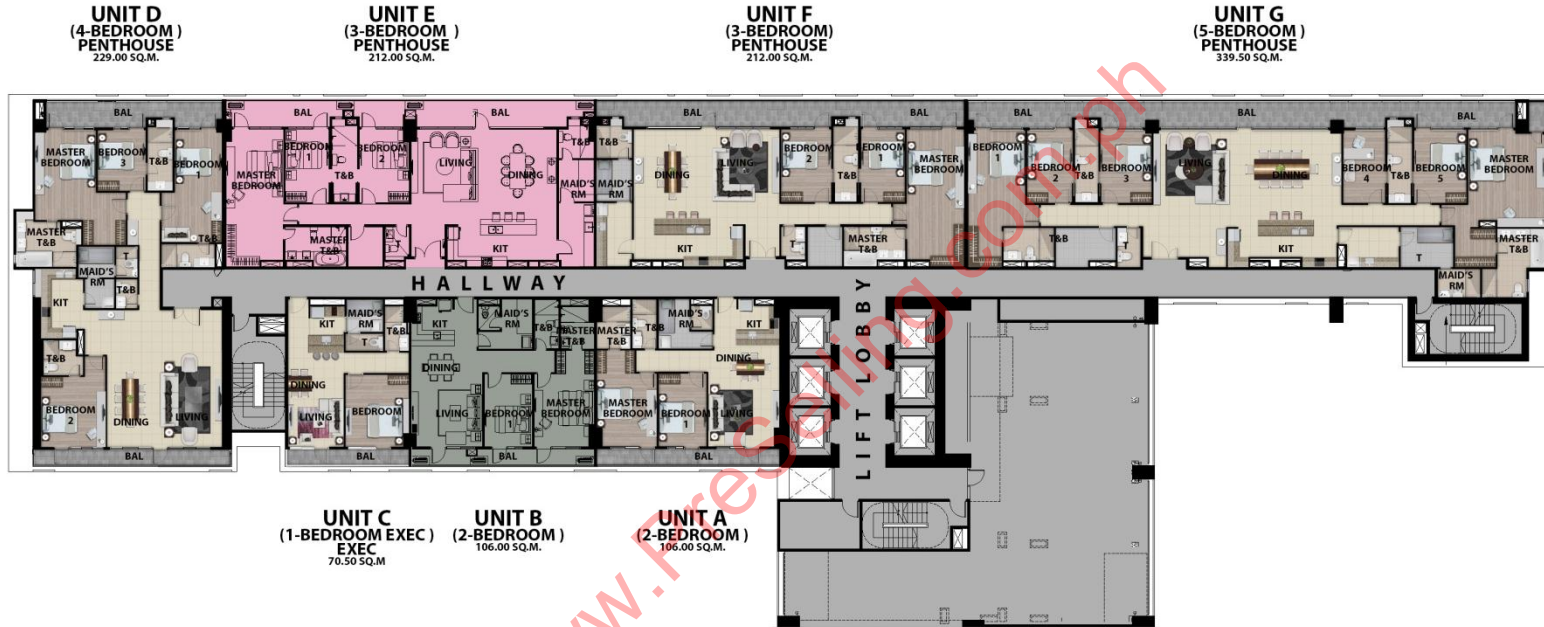 UNIT D
(4-BEDROOM )
PENTHOUSE
229.00 SQ.M.
UNIT E
(3-BEDROOM )
PENTHOUSE
212.00 SQ.M.
UNIT F
(3-BEDROOM)
PENTHOUSE
212.00 SQ.M.
UNIT G
(5-BEDROOM )
PENTHOUSE
339.50 SQ.M.
BAL
MASTER
BEDROOM
BEDROOM
3
T&B
BEDROOM
1
MASTER
T&B
T&B
MAID'S
RM
T
T&B
KIT
T&B
BEDROOM
2
DINING
LIVING
BAL
BAL
BAL
MASTER
BEDROOM
BEDROOM
1
T&B
BEDROOM
2
LIVING
DINING
T&B
MAID'S
RM
MASTER
T&B
T
KIT
BAL
T&B
MAID'S
RM
DINING
LIVING
BEDROOM
2
T&B
BEDROOM
1
MASTER
BEDROOM
KIT
T
MASTER
T&B
BAL
BAL
BAL
BEDROOM
1
BEDROOM
2
T&B
BEDROOM
3
LIVING
DINING
BEDROOM
4
T&B
BEDROOM
5
MASTER
BEDROOM
T&B
T
KIT
T
MASTER
T&B
MAID'S
RM
HALLWAY
LIFT LOBBY
KIT
MAID'S
RM
T
T&B
DINING
LIVING
BEDROOM
BAL
KIT
MAID'S
RM
T&B
MASTER
T&B
DINING
LIVING
BEDROOM
1
MASTER
BEDROOM
BAL
MASTER
T&B
T&B
MAID'S
RM
KIT
DINING
MASTER
BEDROOM
BEDROOM
1
LIVING
BAL
UNIT C
(1-BEDROOM EXEC )
EXEC
70.50 SQ.M
UNIT B
(2-BEDROOM )
106.00 SQ.M.
UNIT A
(2-BEDROOM )
106.00 SQ.M.
www.PreSelling.com.ph